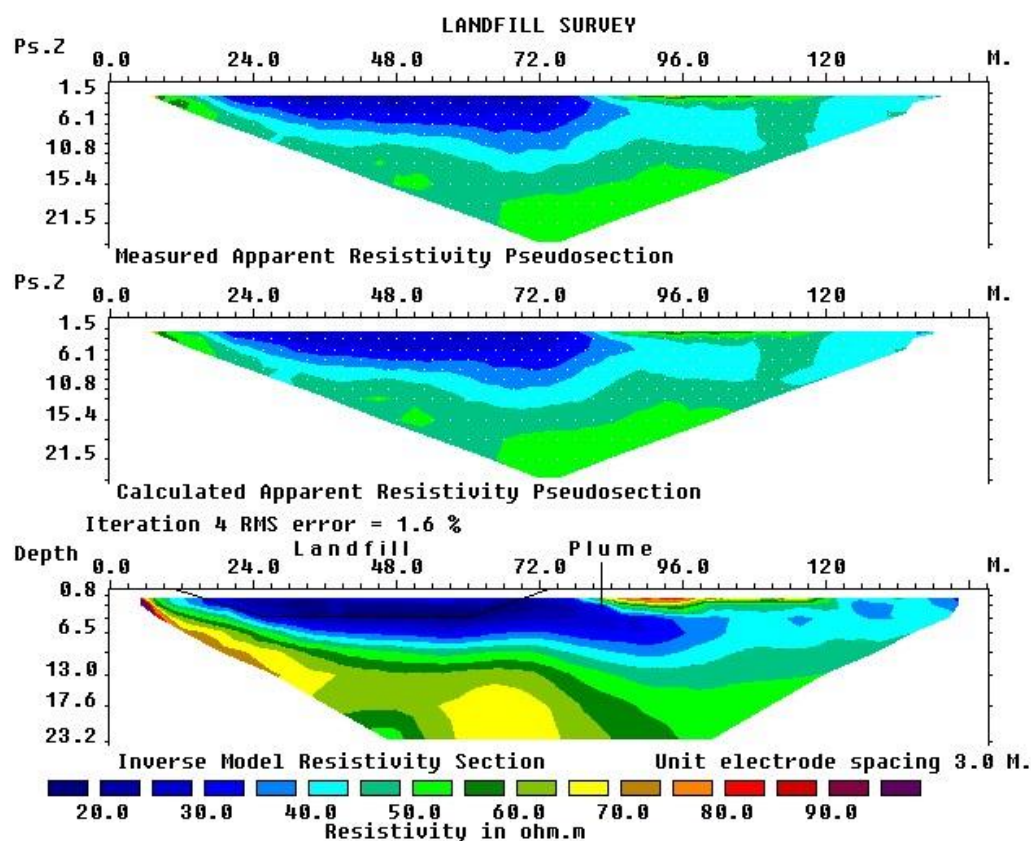 LANDFILL SURVEY
Ps.Z 0.0 24.0 48.0 72.0 96.0 120 M.
1.5
6.1
10.8
15.4
21.5
Measured Apparent Resistivity Pseudosection
Ps.Z 0.0 24.0 48.0 72.0 96.0 120 M.
1.5
6.1
10.8
15.4
21.5
Calculated Apparent Resistivity Pseudosection
Iteration 4 RMS error = 1.6 %
Landfill Plume
Depth 0.0 24.0 48.0 72.0 96.0 120 M.
0.8
6.5
13.0
17.6
23.2
Inverse Model Resistivity Section Unit electrode spacing 3.0 M.
20.0 30.0 40.0 50.0 60.0 70.0 80.0 90.0
Resistivity in ohm.m